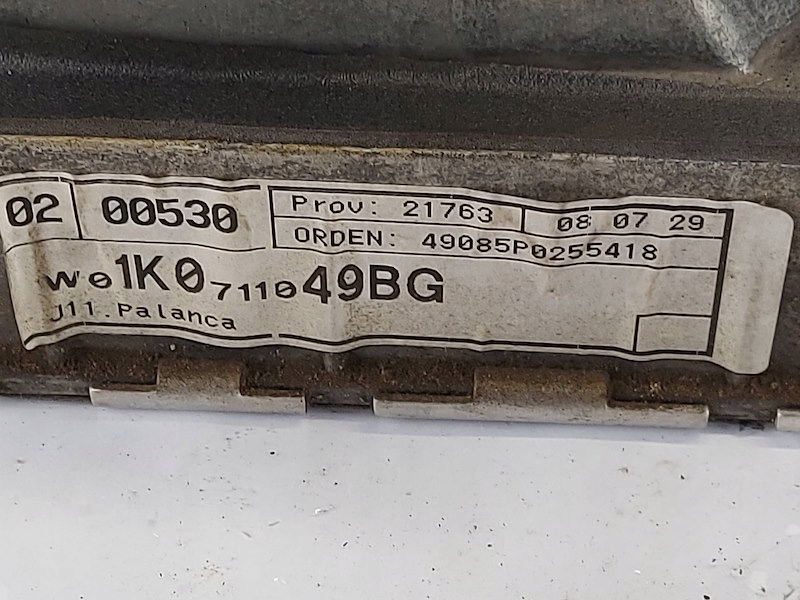 02 00530 Prov: 21763 08 07 29
ORDEN: 49085P0255418
W01K0711049BG
J11.Palanca